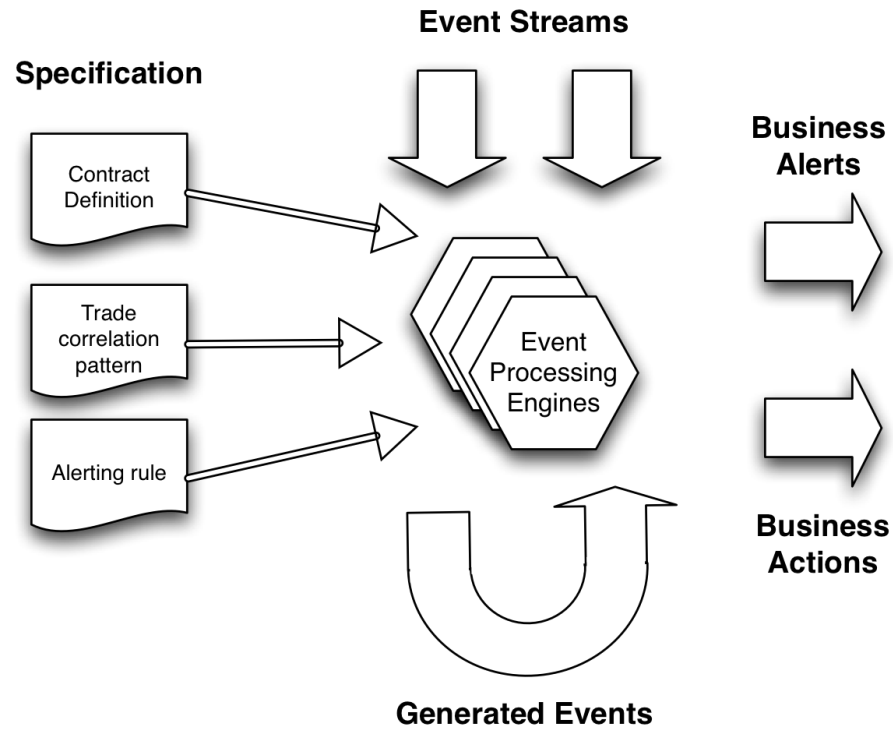 Event Streams
Specification
Contract
Definition
Trade
correlation
pattern
Alerting rule
Event
Processing
Engines
Business
Alerts
Business
Actions
Generated Events